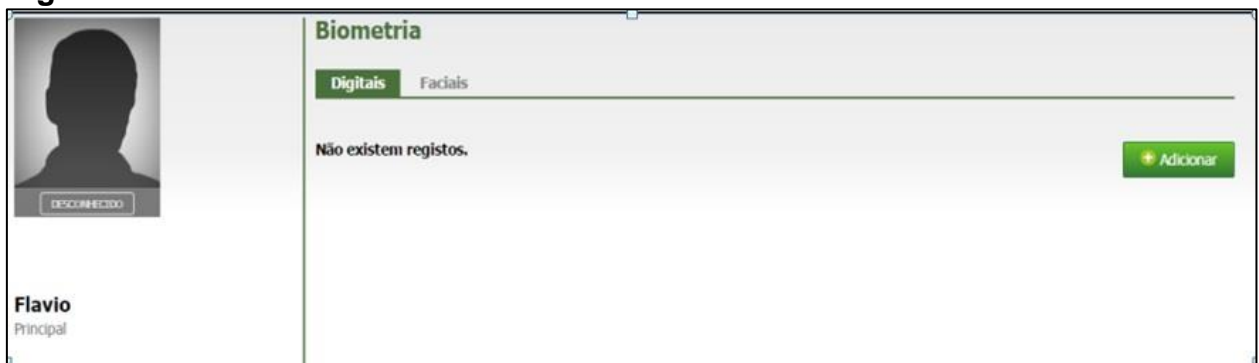 DESCONHECIDO
Flavio
Principal
Biometria
Digitais Faciais
Não existem registos.
Adicionar